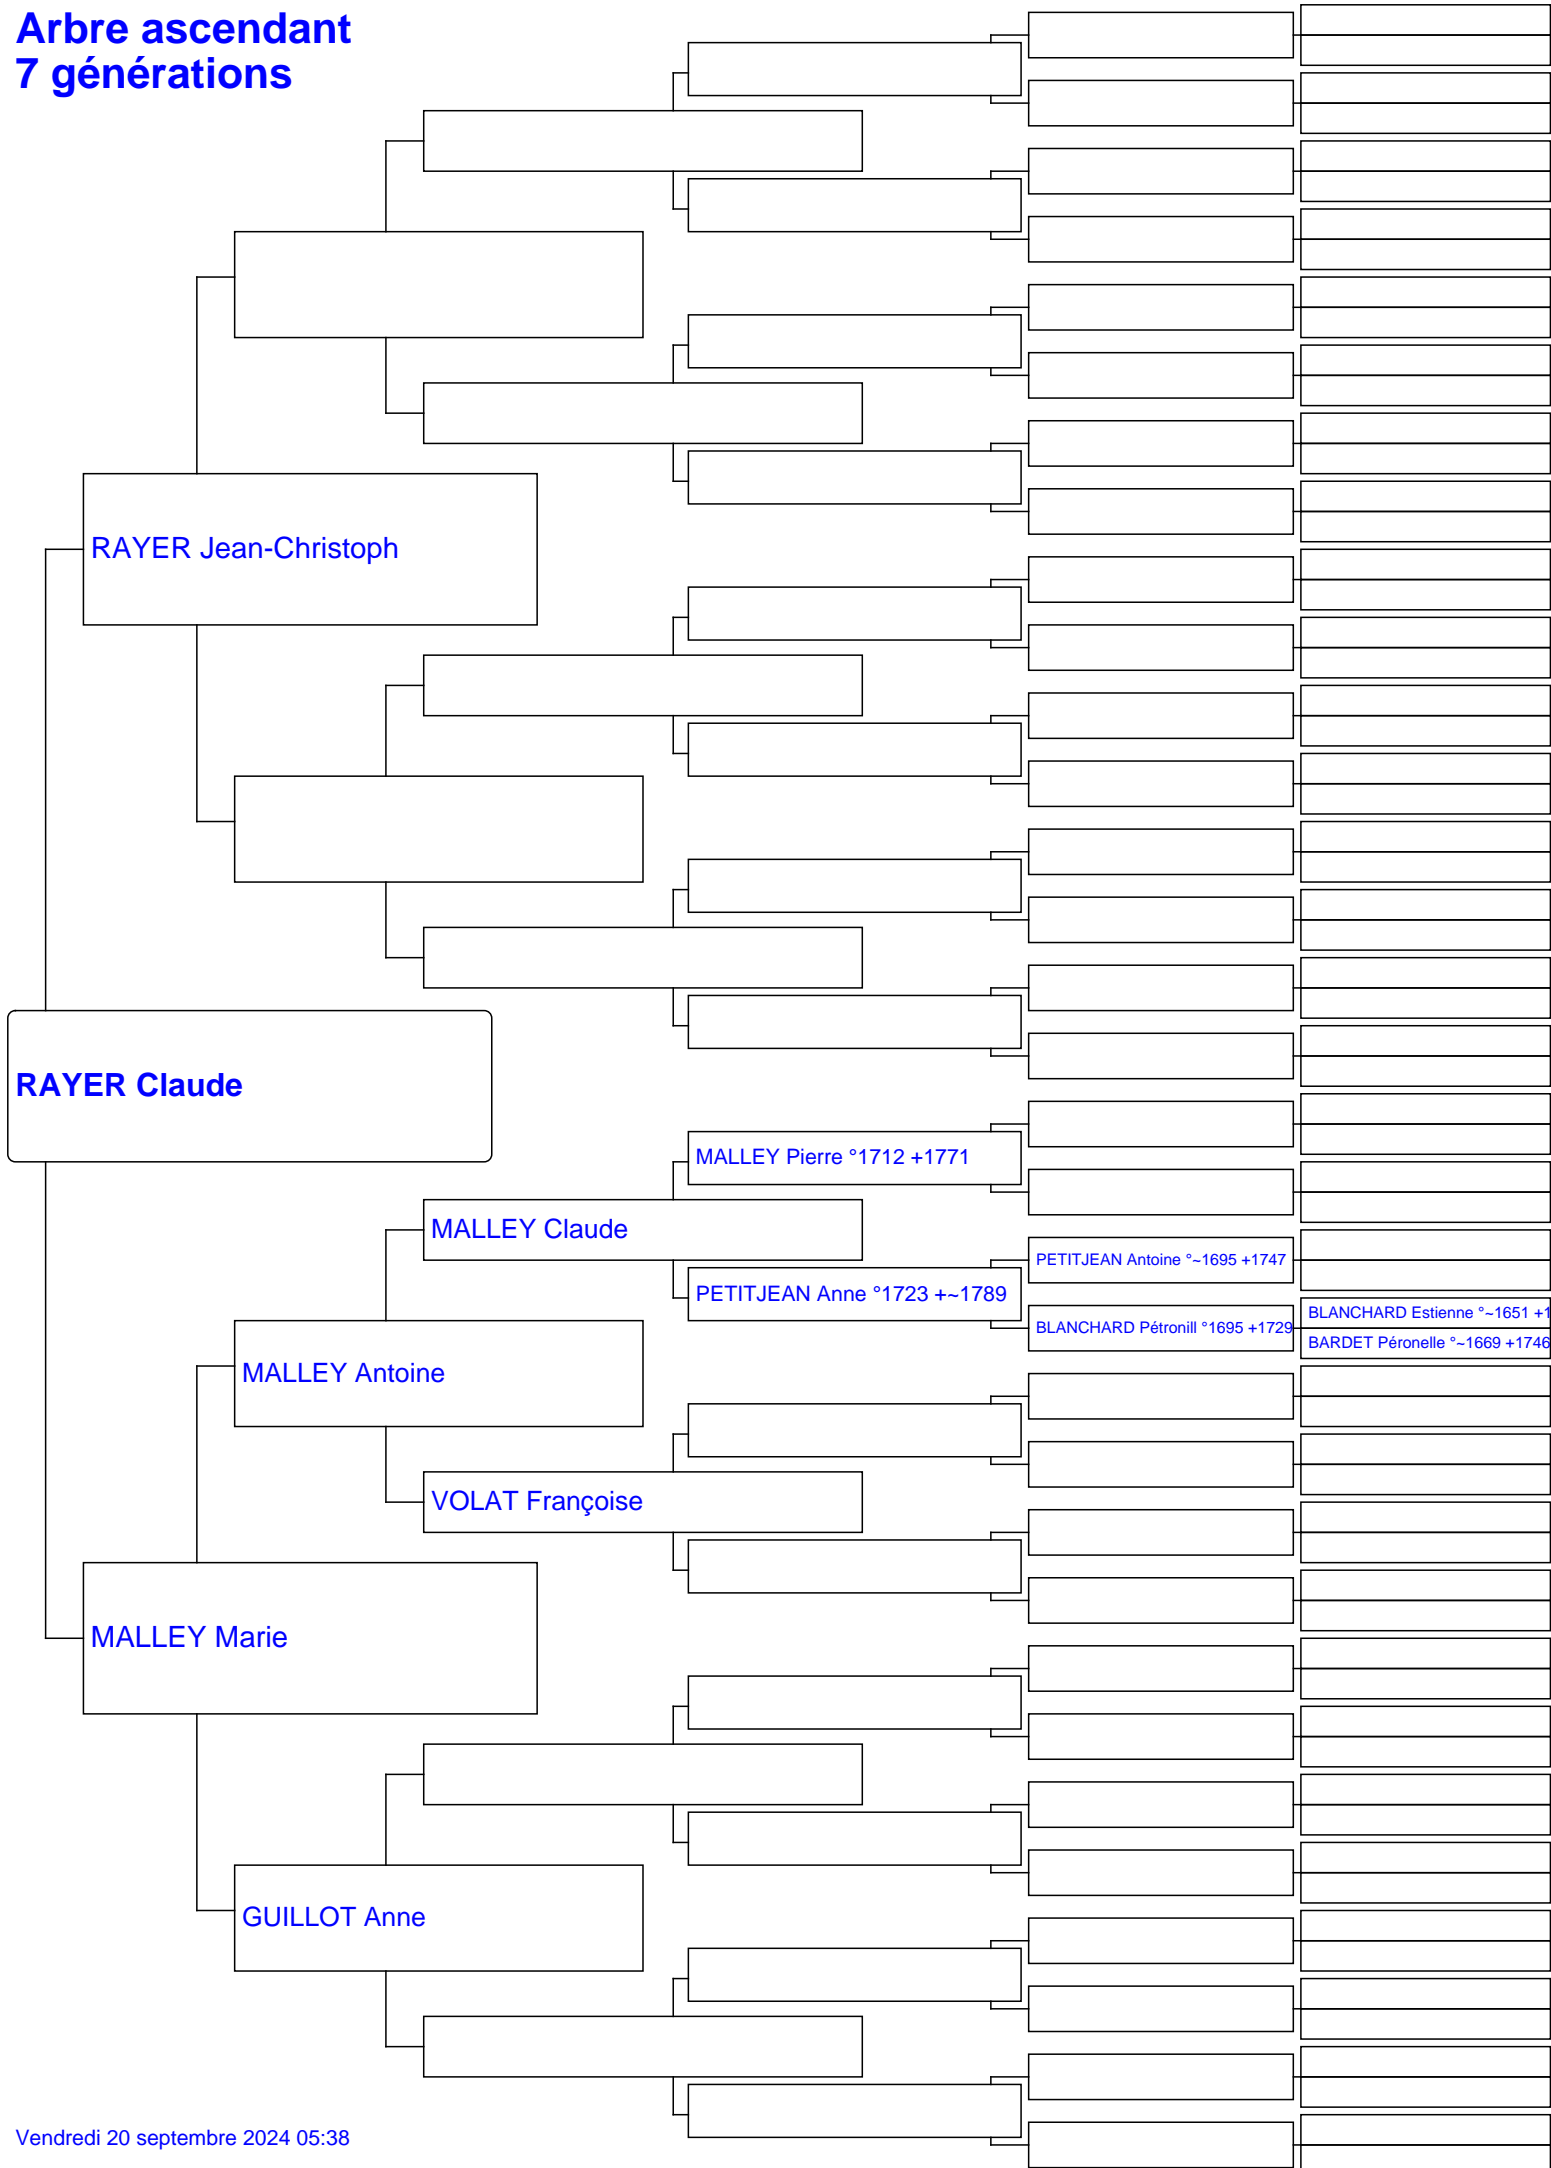 Arbre ascendant
7 générations
RAYER Jean-Christoph
RAYER Claude
MALLEY Pierre °1712 +1771
MALLEY Claude
PETITJEAN Antoine °~1695 +1747
PETITJEAN Anne °1723 +~1789
BLANCHARD Estienne °~1651 +1
BLANCHARD Pétronill °1695 +1729
BARDET Péronelle °~1669 +1746
MALLEY Antoine
VOLAT Françoise
MALLEY Marie
GUILLOT Anne
Vendredi 20 septembre 2024 05:38